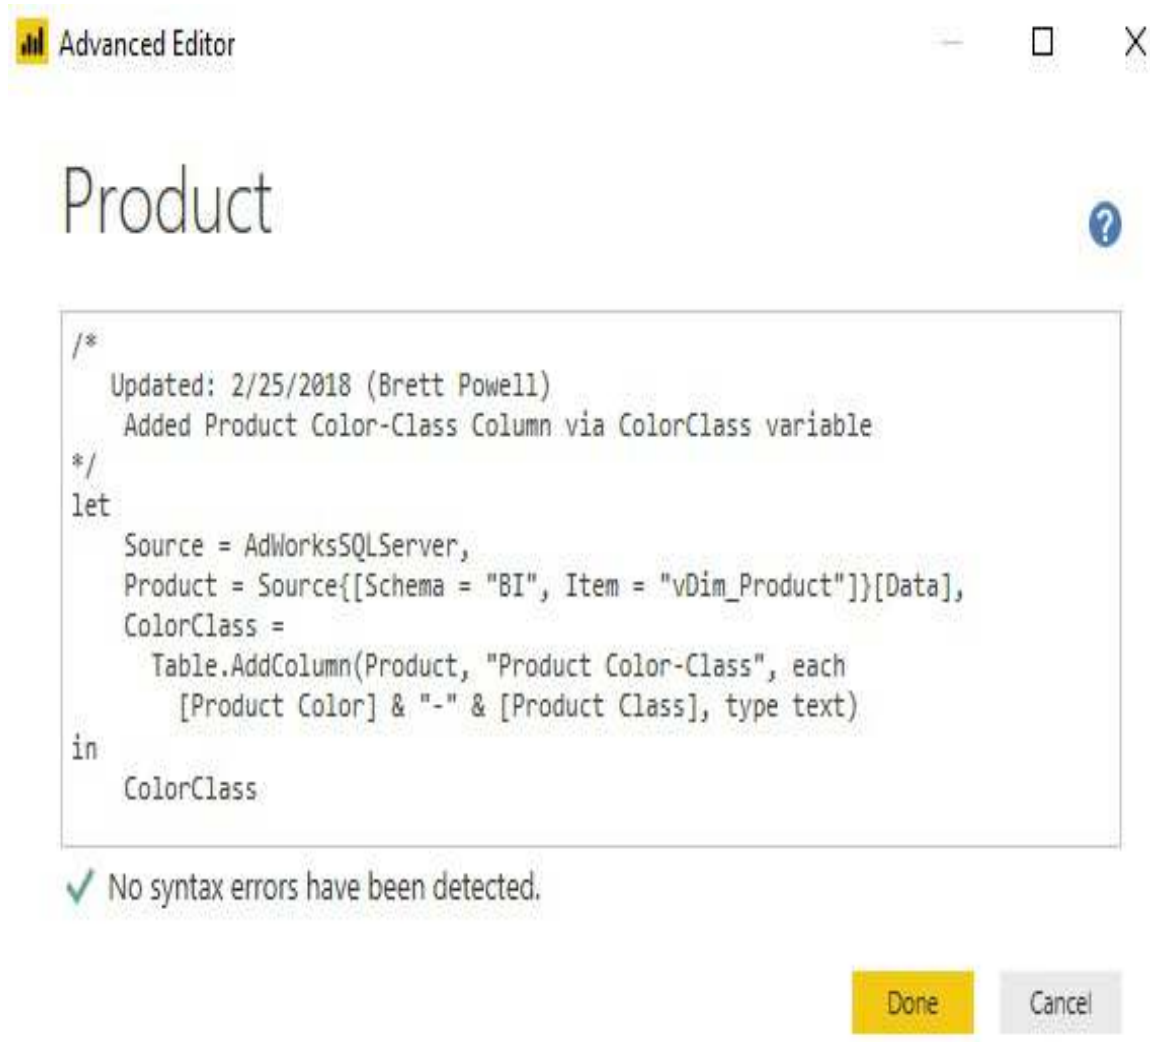 Advanced Editor
Product
/*
Updated: 2/25/2018 (Brett Powell)
Added Product Color-Class Column via ColorClass variable
*/
let
Source = AdWorksSQLServer,
Product = Source{[Schema = "BI", Item = "vDim_Product"]}[Data],
ColorClass =
Table.AddColumn(Product, "Product Color-Class", each
[Product Color] & "-" & [Product Class], type text)
in
ColorClass
No syntax errors have been detected.
Done Cancel